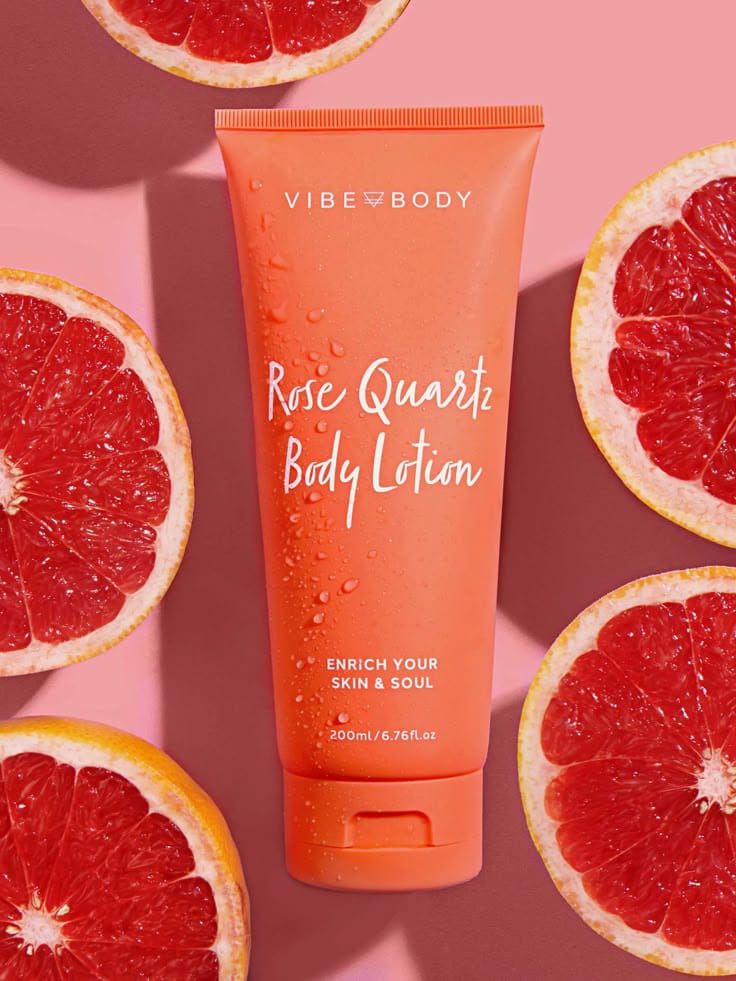 VIBE BODY
Rose Quartz
Body Lotion
ENRICH YOUR
SKIN & SOUL
200ml/6.76fl.oz